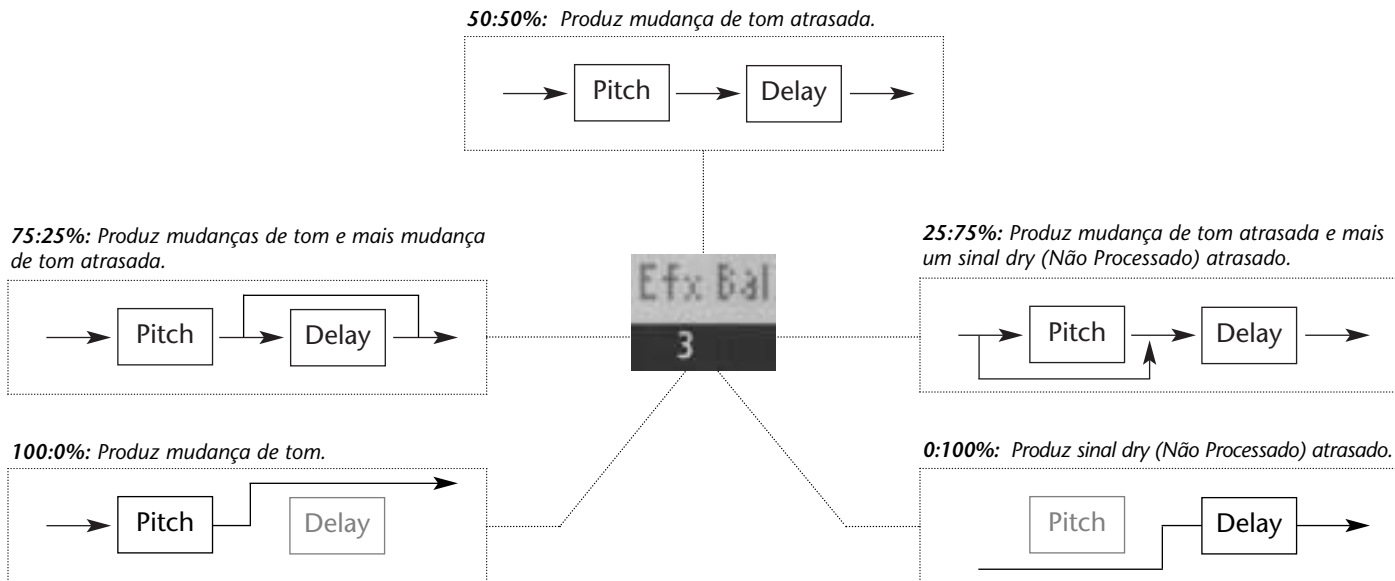 50:50%: Produz mudança de tom atrasada.
Pitch
Delay
75:25%: Produz mudanças de tom e mais mudança
de tom atrasada.
Pitch
Delay
Efx Bal
3
25:75%: Produz mudança de tom atrasada e mais
um sinal dry (Não Processado) atrasado.
Pitch
Delay
100:0%: Produz mudança de tom.
Pitch
Delay
0:100%: Produz sinal dry (Não Processado) atrasado.
Pitch
Delay